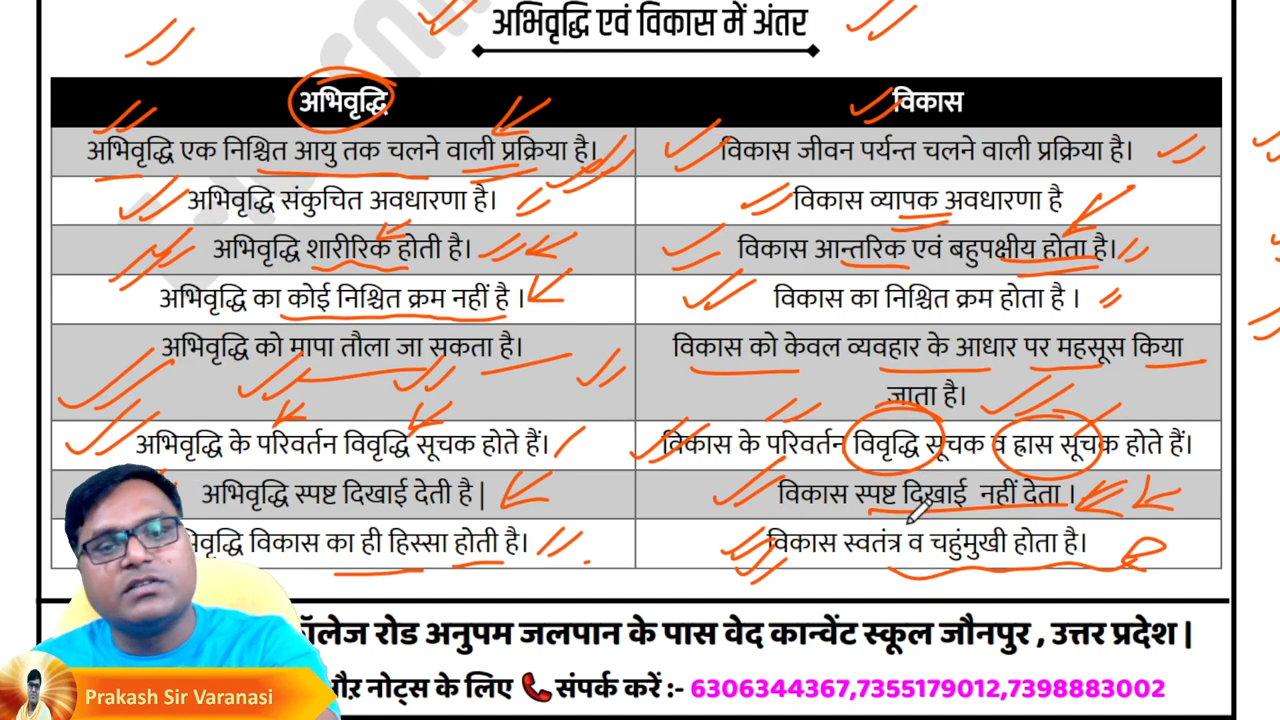 अभिवृद्धि एवं विकास में अंतर
अभिवृद्धि
विकास
अभिवृद्धि एक निश्चित आयु तक चलने वाली प्रक्रिया है।
विकास जीवन पर्यन्त चलने वाली प्रक्रिया है।
अभिवृद्धि संकुचित अवधारणा है।
विकास व्यापक अवधारणा है
अभिवृद्धि शारीरिक होती है।
विकास आन्तरिक एवं बहुपक्षीय होता है।
अभिवृद्धि का कोई निश्चित क्रम नहीं है ।
विकास का निश्चित क्रम होता है ।
अभिवृद्धि को मापा तौला जा सकता है।
विकास को केवल व्यवहार के आधार पर महसूस किया
जाता है।
अभिवृद्धि के परिवर्तन विवृद्धि सूचक होते हैं।
विकास के परिवर्तन विवृद्धि सूचक व ह्रास सूचक होते हैं।
अभिवृद्धि स्पष्ट दिखाई देती है |
विकास स्पष्ट दिखाई नहीं देता ।
विकास का ही हिस्सा होती है।
विकास स्वतंत्र व चहुंमुखी होता है।
रोड अनुपम जलपान के पास वेद कान्वेंट स्कूल जौनपुर , उत्तर प्रदेश |
नोट्स के लिए संपर्क करें :- 6306344367,7355179012,7398883002
Prakash Sir Varanasi